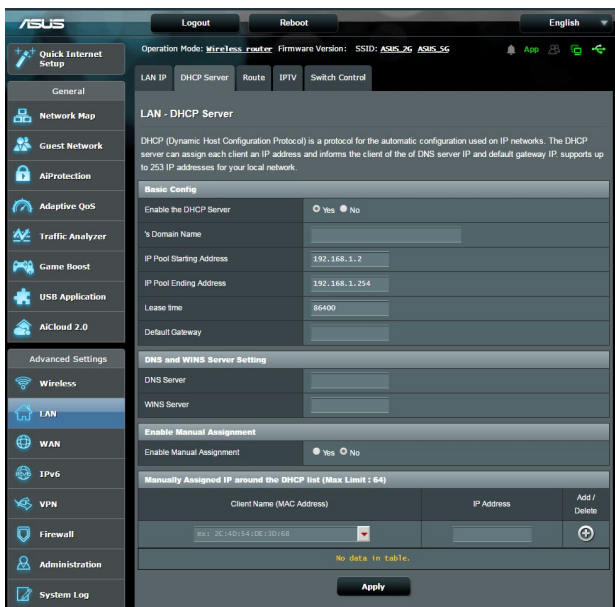 ASUS
Logout
Reboot
English
Quick Internet Setup
Operation Mode: Wireless router Firmware Version: SSID: ASUS_2G ASUS_5G
App
LAN IP
DHCP Server
Route
IPTV
Switch Control
General
Network Map
Guest Network
AiProtection
Adaptive QoS
Traffic Analyzer
Game Boost
USB Application
AiCloud 2.0
Advanced Settings
Wireless
LAN
WAN
IPv6
VPN
Firewall
Administration
System Log
LAN - DHCP Server
DHCP (Dynamic Host Configuration Protocol) is a protocol for the automatic configuration used on IP networks. The DHCP
server can assign each client an IP address and informs the client of the of DNS server IP and default gateway IP. supports up
to 253 IP addresses for your local network.
Basic Config
Enable the DHCP Server
Yes No
's Domain Name
IP Pool Starting Address
192.168.1.2
IP Pool Ending Address
192.168.1.254
Lease time
86400
Default Gateway
DNS and WINS Server Setting
DNS Server
WINS Server
Enable Manual Assignment
Enable Manual Assignment
Yes No
Manually Assigned IP around the DHCP list (Max Limit : 64)
Client Name (MAC Address)
IP Address
Add /
Delete
ex: 2C:4D:54:DE:3D:68
No data in table.
Apply